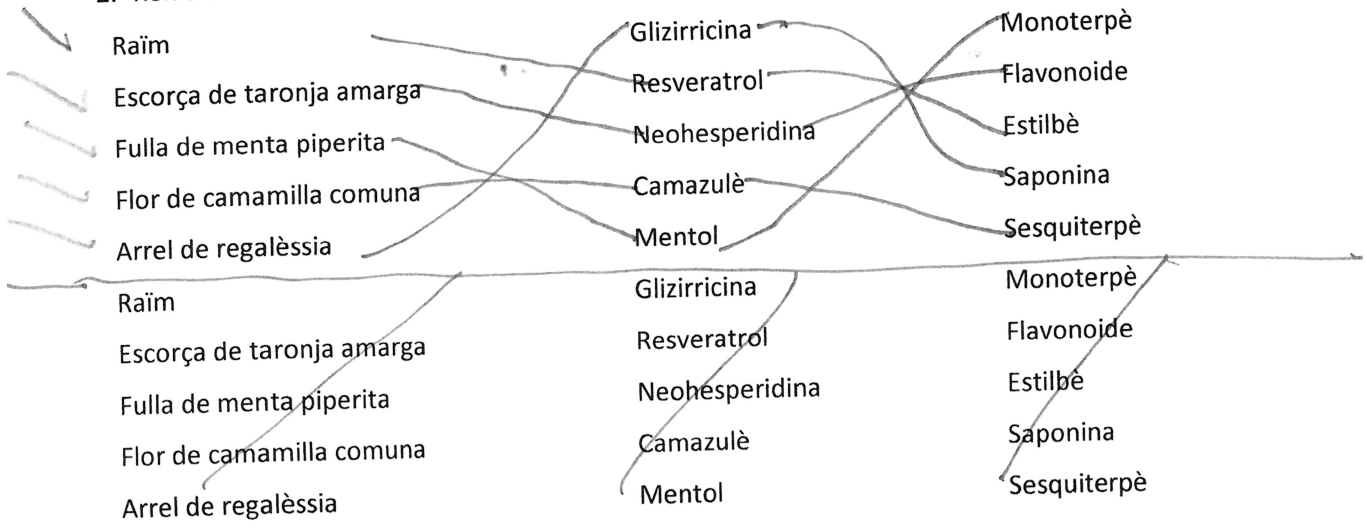 Raïm Glizirricina Monoterpè
Escorça de taronja amarga Resveratrol Flavonoide
Fulla de menta piperita Neohesperidina Estilbè
Flor de camamilla comuna Camazulè Saponina
Arrel de regalèssia Mentol Sesquiterpè
Raïm Glizirricina Monoterpè
Escorça de taronja amarga Resveratrol Flavonoide
Fulla de menta piperita Neohesperidina Estilbè
Flor de camamilla comuna Camazulè Saponina
Arrel de regalèssia Mentol Sesquiterpè